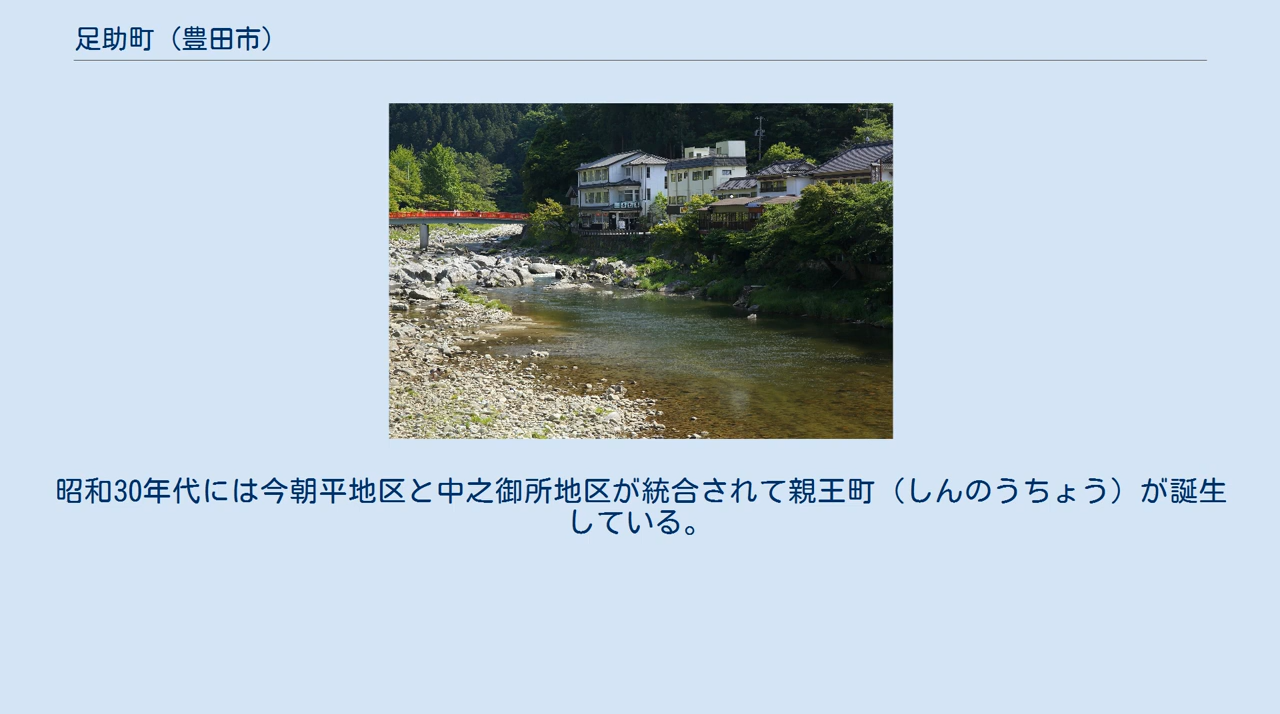 足助町（豊田市）
昭和30年代には今朝平地区と中之御所地区が統合されて親王町（しんのうちょう）が誕生
している。